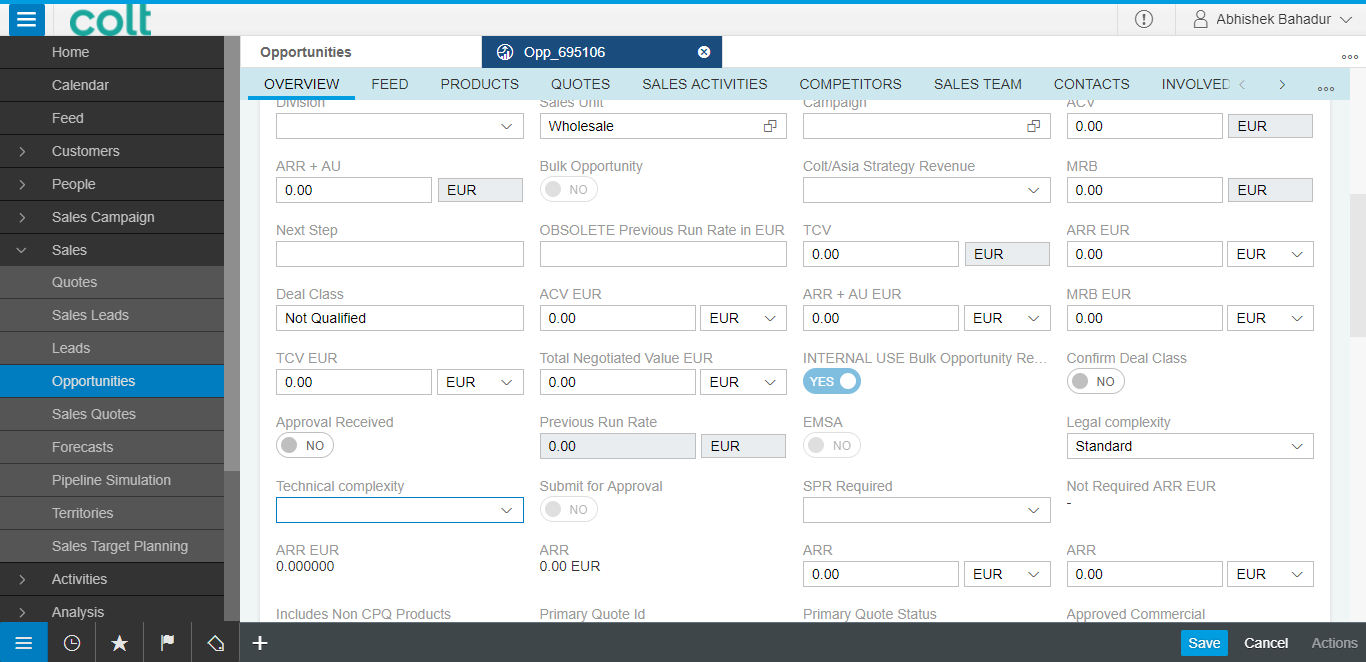 colt
Abhishek Bahadur
Home
Calendar
Feed
Customers
People
Sales Campaign
Sales
Quotes
Sales Leads
Leads
Opportunities
Sales Quotes
Forecasts
Pipeline Simulation
Territories
Sales Target Planning
Activities
Analysis
Opportunities
Opp_695106
OVERVIEW FEED PRODUCTS QUOTES SALES ACTIVITIES COMPETITORS SALES TEAM CONTACTS INVOLVED
Division Sales Unit Campaign ACV
Wholesale 0.00 EUR
ARR + AU Bulk Opportunity Colt/Asia Strategy Revenue MRB
0.00 EUR NO 0.00 EUR
Next Step OBSOLETE Previous Run Rate in EUR TCV ARR EUR
0.00 EUR 0.00 EUR
Deal Class ACV EUR ARR + AU EUR MRB EUR
Not Qualified 0.00 EUR 0.00 EUR 0.00 EUR
TCV EUR Total Negotiated Value EUR INTERNAL USE Bulk Opportunity Re... Confirm Deal Class
0.00 EUR 0.00 EUR YES NO
Approval Received Previous Run Rate EMSA Legal complexity
NO 0.00 EUR NO Standard
Technical complexity Submit for Approval SPR Required Not Required ARR EUR
NO -
ARR EUR ARR ARR ARR
0.000000 0.00 EUR 0.00 EUR 0.00 EUR
Includes Non CPQ Products Primary Quote Id Primary Quote Status Approved Commercial
Save Cancel Actions